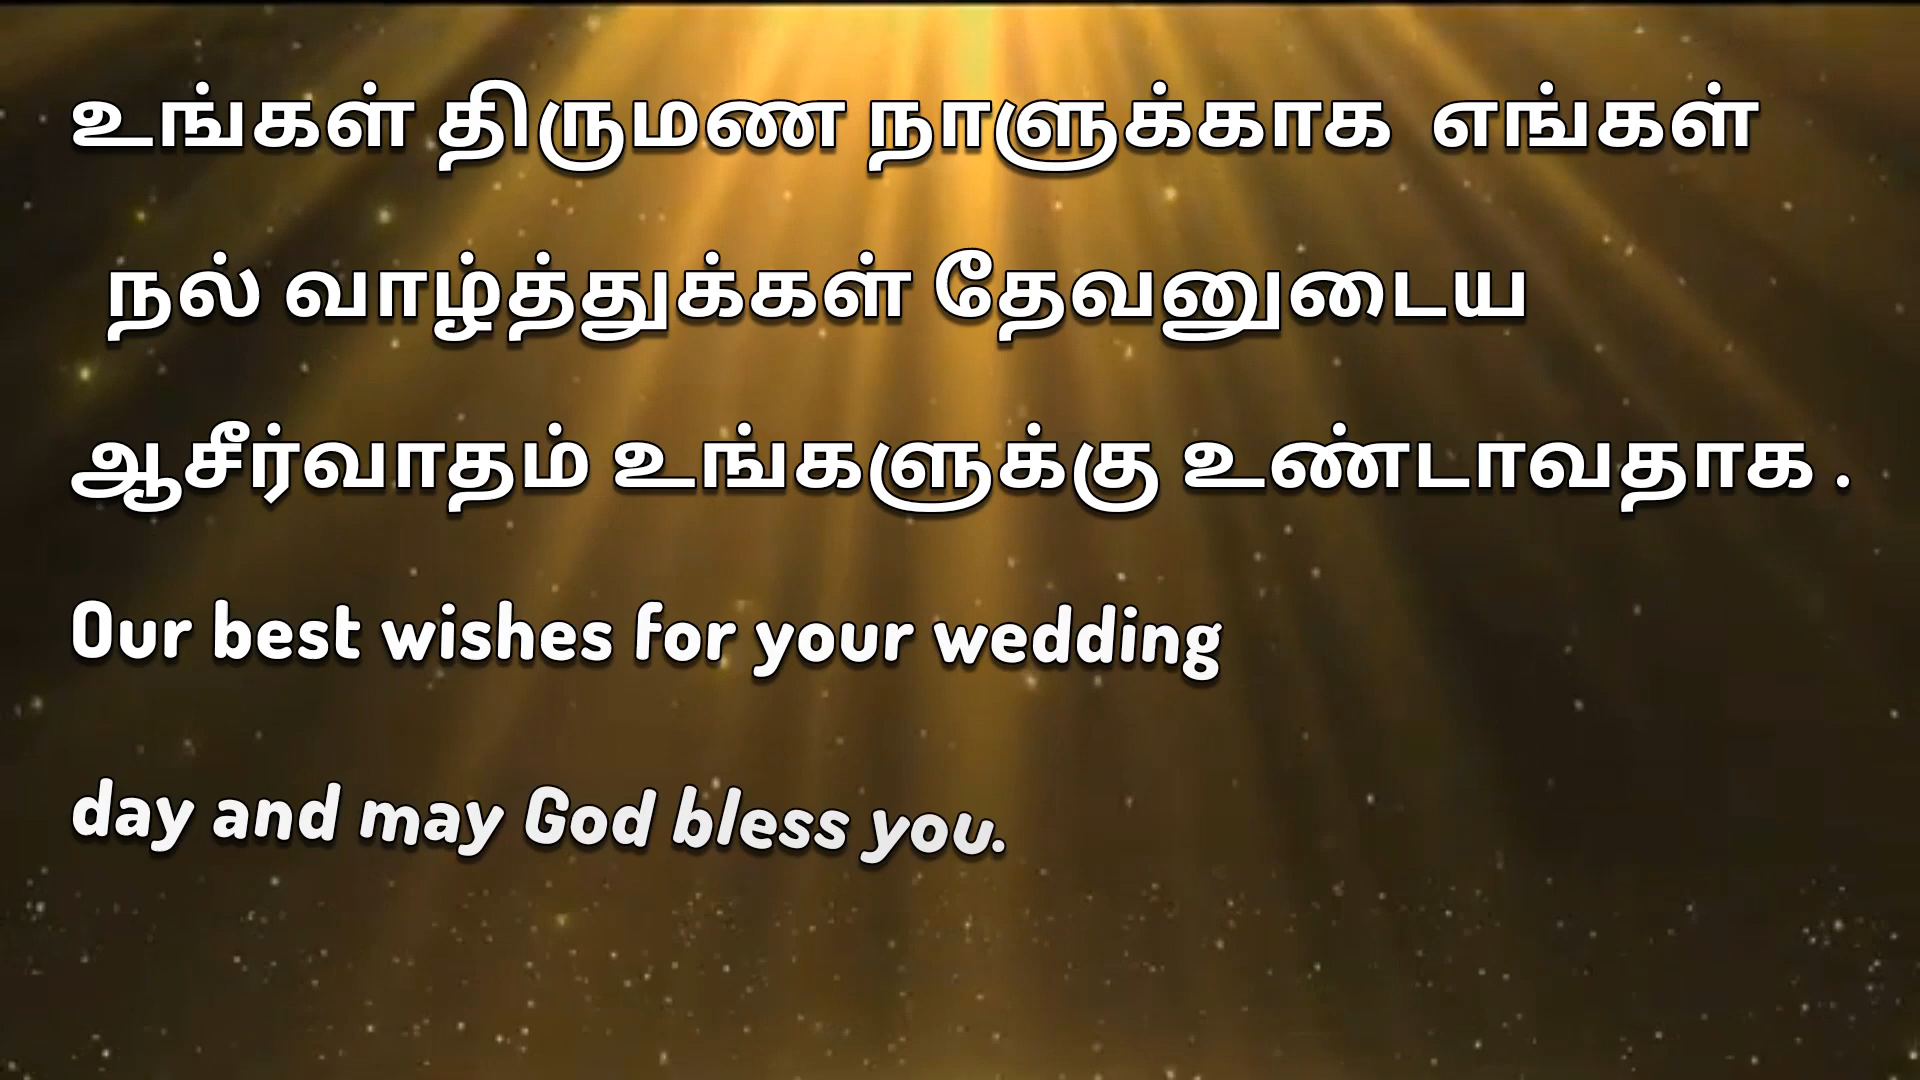 உங்கள் திருமண நாளுக்காக எங்கள்
நல் வாழ்த்துக்கள் தேவனுடைய
ஆசீர்வாதம் உங்களுக்கு உண்டாவதாக .
Our best wishes for your wedding
day and may God bless you.